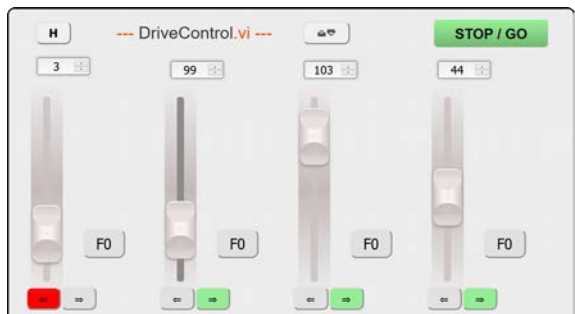 H --- DriveControl.vi --- STOP / GO
3 99 103 44
F0 F0 F0 F0
⇐ ⇒ ⇐ ⇒ ⇐ ⇒ ⇐ ⇒